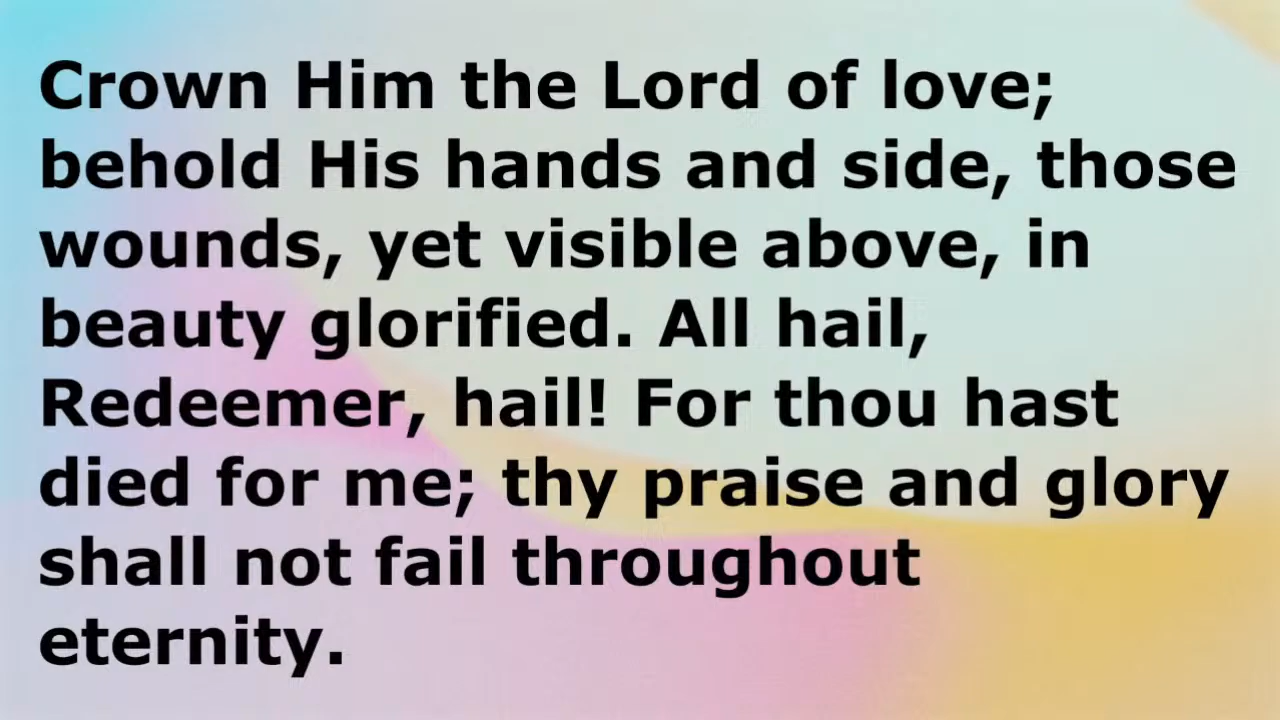 Crown Him the Lord of love;
behold His hands and side, those
wounds, yet visible above, in
beauty glorified. All hail,
Redeemer, hail! For thou hast
died for me; thy praise and glory
shall not fail throughout
eternity.